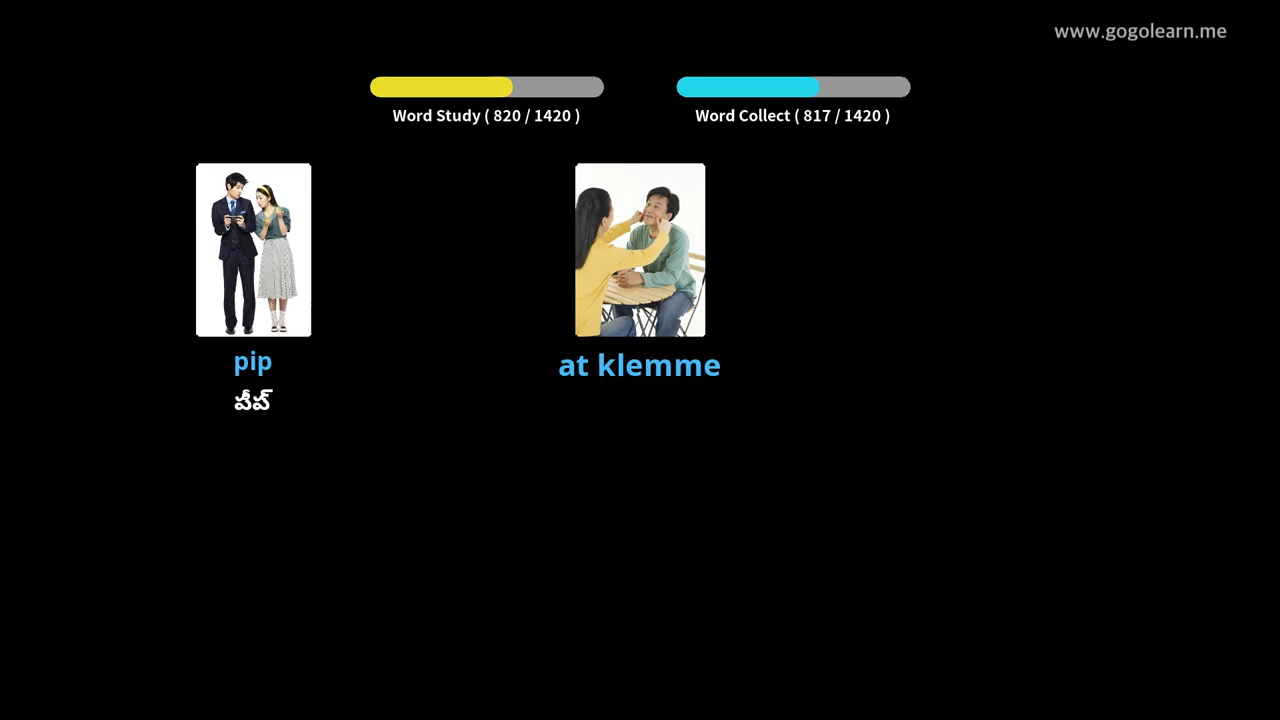 www.gogolearn.me
Word Study ( 820 / 1420 )
Word Collect ( 817 / 1420 )
pip
పీప్
at klemme